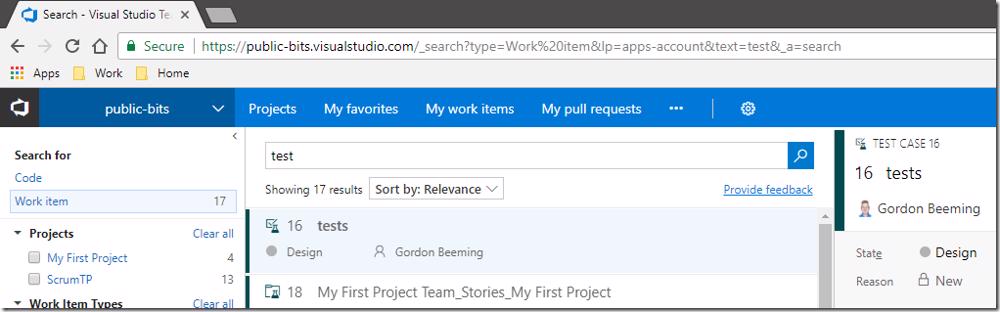 Search - Visual Studio Te
Secure https://public-bits.visualstudio.com/_search?type=Work%20item&lp=apps-account&text=test&_a=search
Apps Work Home
public-bits Projects My favorites My work items My pull requests
Search for
Code
Work item 17
Projects Clear all
My First Project 4
ScrumTP 13
Work Item Types Clear all
test
Showing 17 results Sort by: Relevance Provide feedback
16 tests
Design Gordon Beeming
18 My First Project Team_Stories_My First Project
TEST CASE 16
16 tests
Gordon Beeming
State Design
Reason New